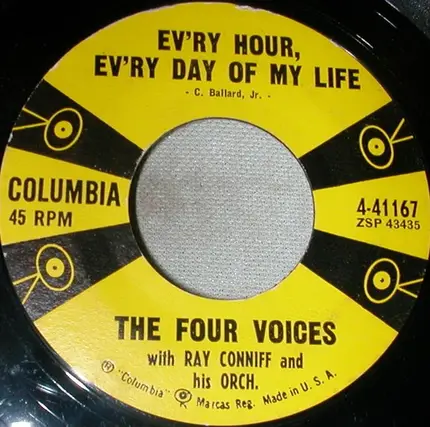 EV'RY HOUR,
EV'RY DAY OF MY LIFE
- C. Ballard, Jr. -
COLUMBIA
45 RPM
4-41167
ZSP 43435
THE FOUR VOICES
with RAY CONNIFF and
his ORCH.
Ⓡ "Columbia" Marcas Reg. Made in U. S. A.